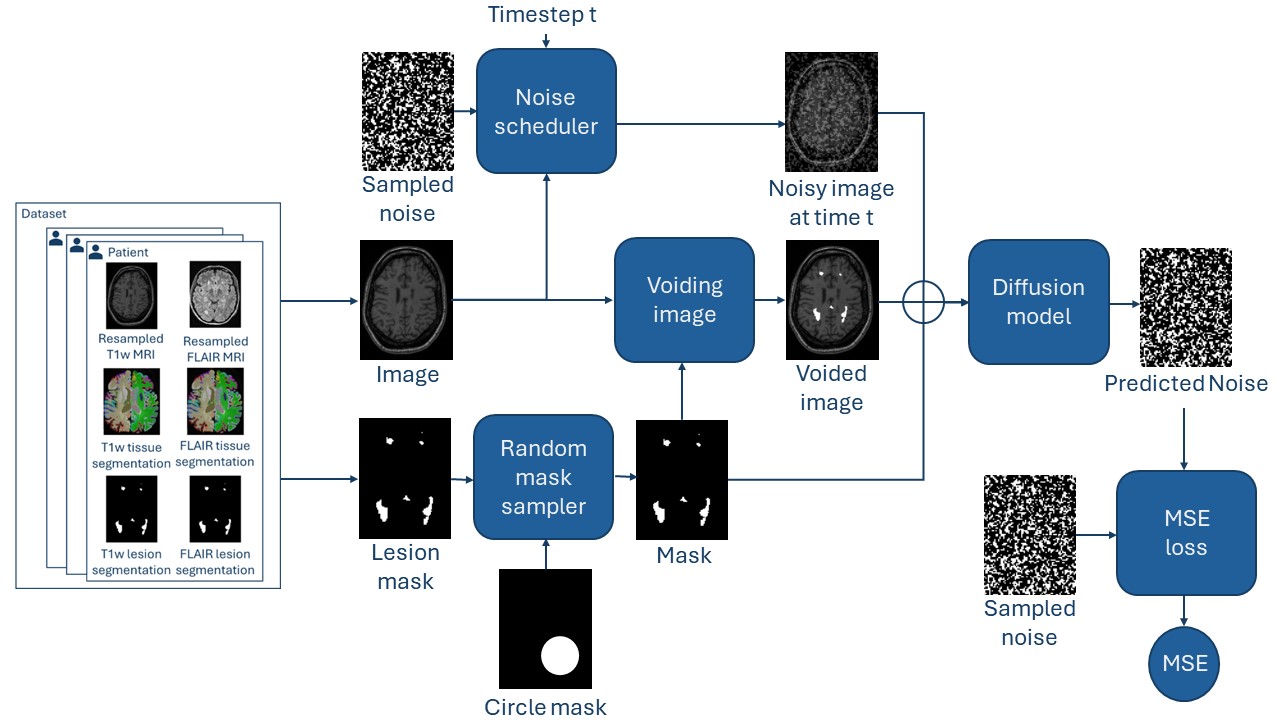 Timestep t
Noise
scheduler
Sampled
noise
Noisy image
at time t
Dataset
Patient
Resampled
T1w MRI
Resampled
FLAIR MRI
T1w tissue
segmentation
FLAIR tissue
segmentation
T1w lesion
segmentation
FLAIR lesion
segmentation
Image
Voiding
image
Voided
image
Diffusion
model
Predicted Noise
Lesion
mask
Random
mask
sampler
Mask
Circle mask
Sampled
noise
MSE
loss
MSE